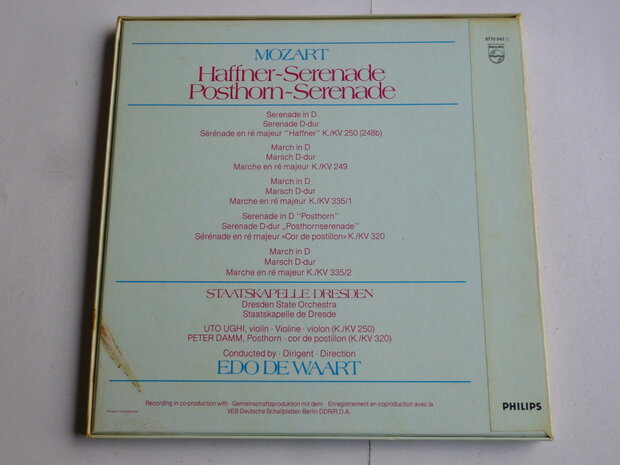 6775 043
PHILIPS
MOZART
Haffner-Serenade
Posthorn-Serenade
Serenade in D
Serenade D-dur
Sérénade en ré majeur "Haffner" K./KV 250 (248b)
March in D
Marsch D-dur
Marche en ré majeur K./KV 249
March in D
Marsch D-dur
Marche en ré majeur K./KV 335/1
Serenade in D "Posthorn"
Serenade D-dur „Posthornserenade"
Sérénade en ré majeur «Cor de postillon» K./KV 320
March in D
Marsch D-dur
Marche en ré majeur K./KV 335/2
STAATSKAPELLE DRESDEN
Dresden State Orchestra
Staatskapelle de Dresde
UTO UGHI, violin · Violine · violon (K./KV 250)
PETER DAMM, Posthorn · cor de postillon (K./KV 320)
Conducted by · Dirigent · Direction
EDO DE WAART
Recording in co-production with · Gemeinschaftsproduktion mit dem · Enregistrement en coproduction avec la
VEB Deutsche Schallplatten Berlin DDR/R.D.A.
PHILIPS